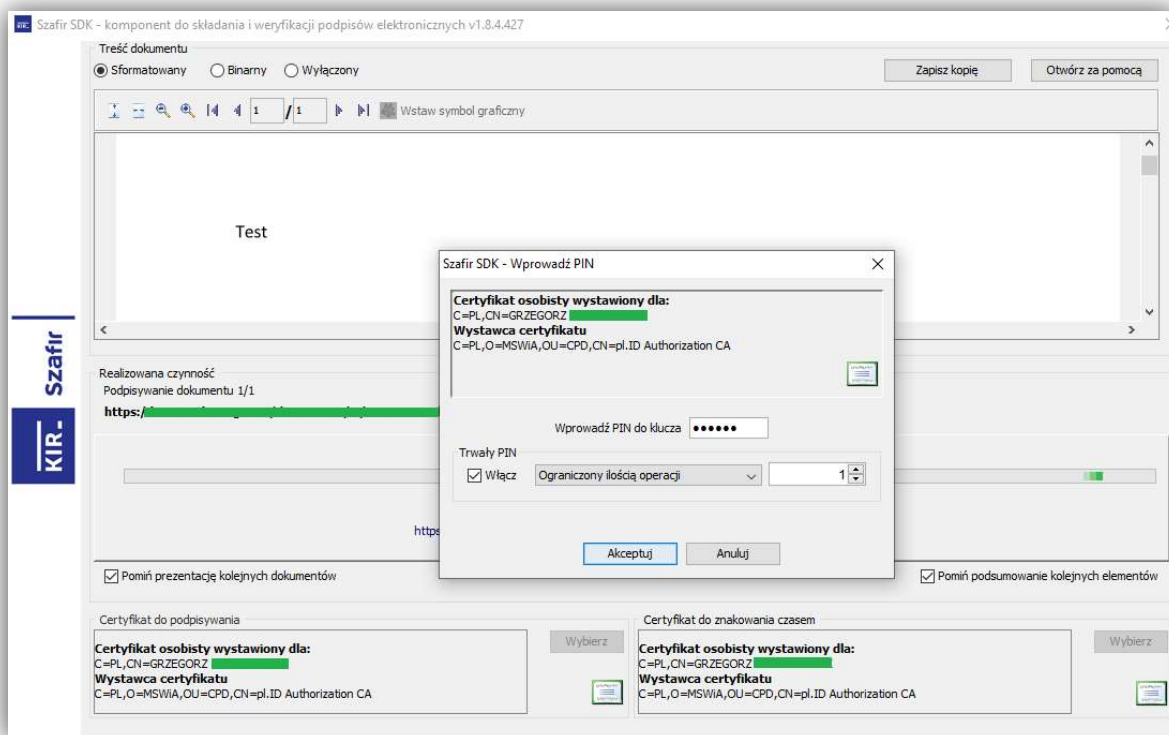 KIR. Szafir SDK - komponent do składania i weryfikacji podpisów elektronicznych v1.8.4.427
Treść dokumentu
Sformatowany Binarny Wyłączony Zapisz kopię Otwórz za pomocą
1 / 1 Wstaw symbol graficzny
Test
Szafir SDK - Wprowadź PIN
Certyfikat osobisty wystawiony dla:
C=PL,CN=GRZEGORZ
Wystawca certyfikatu
C=PL,O=MSWiA,OU=CPD,CN=pl.ID Authorization CA
Wprowadź PIN do klucza ••••••
Trwały PIN
Włącz Ograniczony ilością operacji 1
Akceptuj Anuluj
KIR. Szafir
Realizowana czynność
Podpisywanie dokumentu 1/1
https:/
https
Pomiń prezentację kolejnych dokumentów Pomiń podsumowanie kolejnych elementów
Certyfikat do podpisywania
Certyfikat osobisty wystawiony dla:
C=PL,CN=GRZEGORZ
Wystawca certyfikatu
C=PL,O=MSWiA,OU=CPD,CN=pl.ID Authorization CA
Wybierz
Certyfikat do znakowania czasem
Certyfikat osobisty wystawiony dla:
C=PL,CN=GRZEGORZ
Wystawca certyfikatu
C=PL,O=MSWiA,OU=CPD,CN=pl.ID Authorization CA
Wybierz